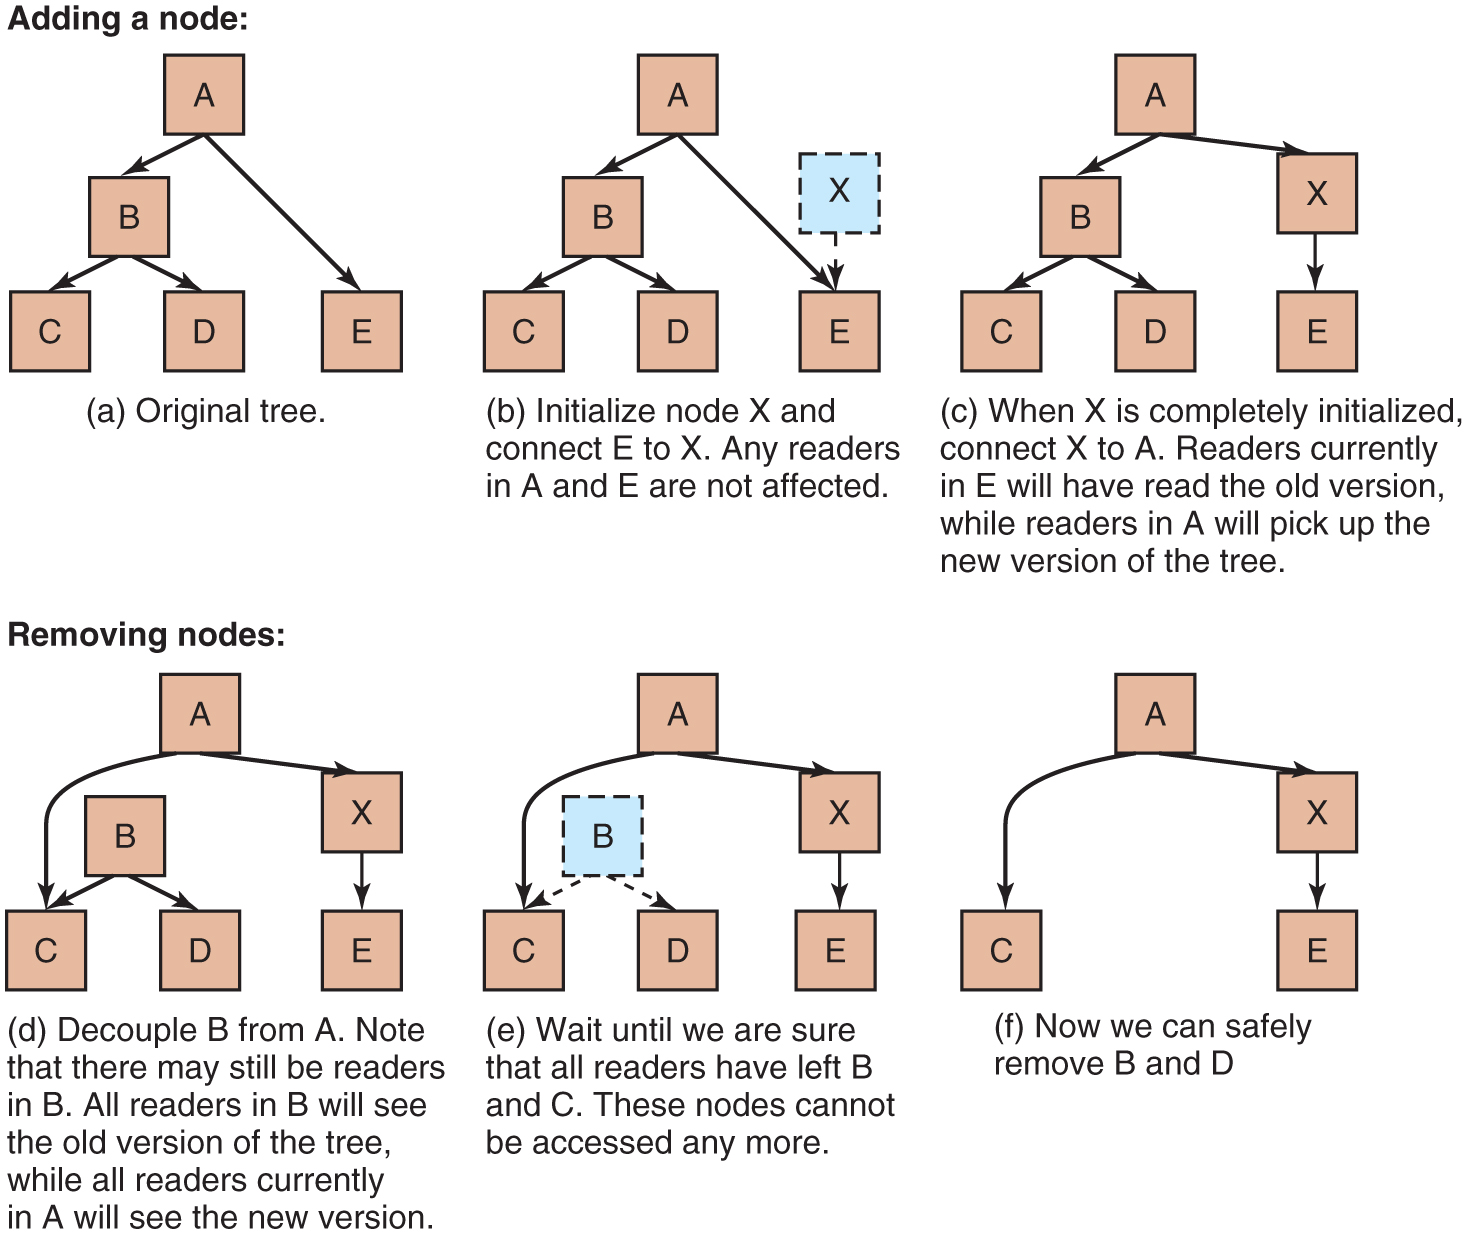 Adding a node:
A
A
A
X
X
B
B
B
C
D
E
C
D
E
C
D
E
(a) Original tree.
(b) Initialize node X and
connect E to X. Any readers
in A and E are not affected.
(c) When X is completely initialized,
connect X to A. Readers currently
in E will have read the old version,
while readers in A will pick up the
new version of the tree.
Removing nodes:
A
A
A
X
X
X
B
B
C
D
E
C
D
E
C
E
(d) Decouple B from A. Note
that there may still be readers
in B. All readers in B will see
the old version of the tree,
while all readers currently
in A will see the new version.
(e) Wait until we are sure
that all readers have left B
and C. These nodes cannot
be accessed any more.
(f) Now we can safely
remove B and D